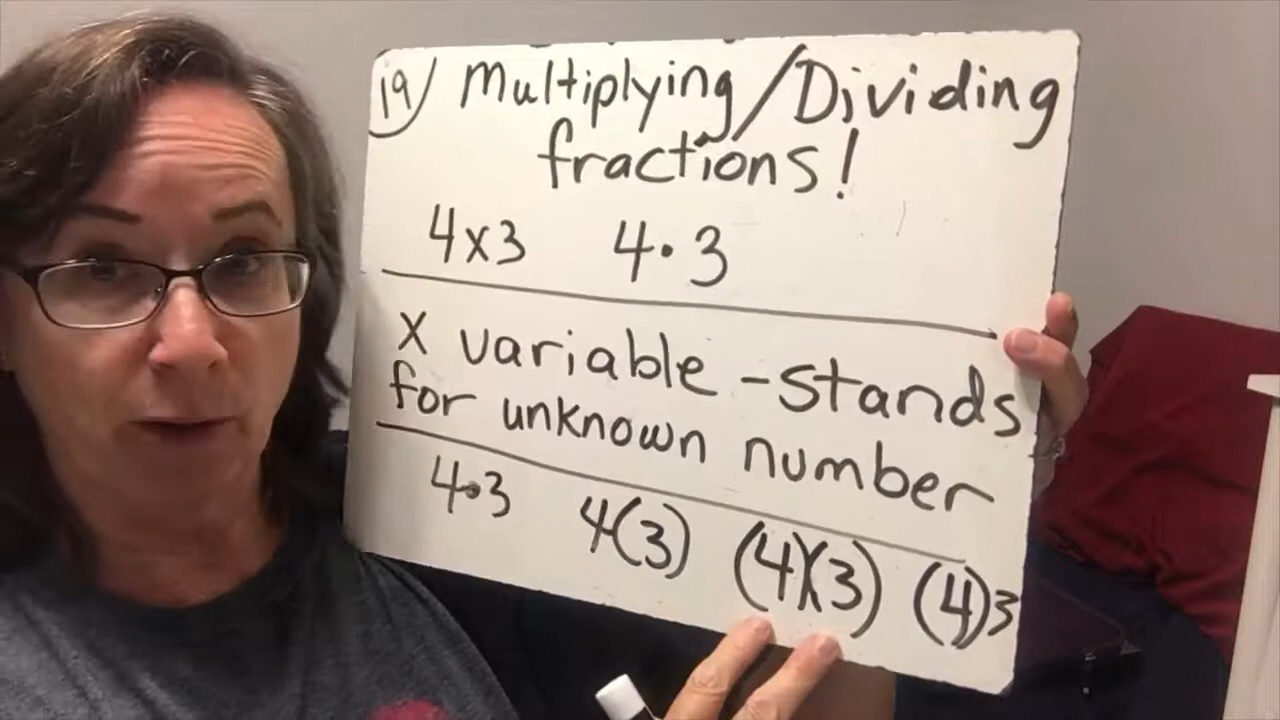 19) Multiplying/Dividing
fractions!
4x3 4·3
x variable - stands
for unknown number
4·3 4(3) (4)(3) (4)3